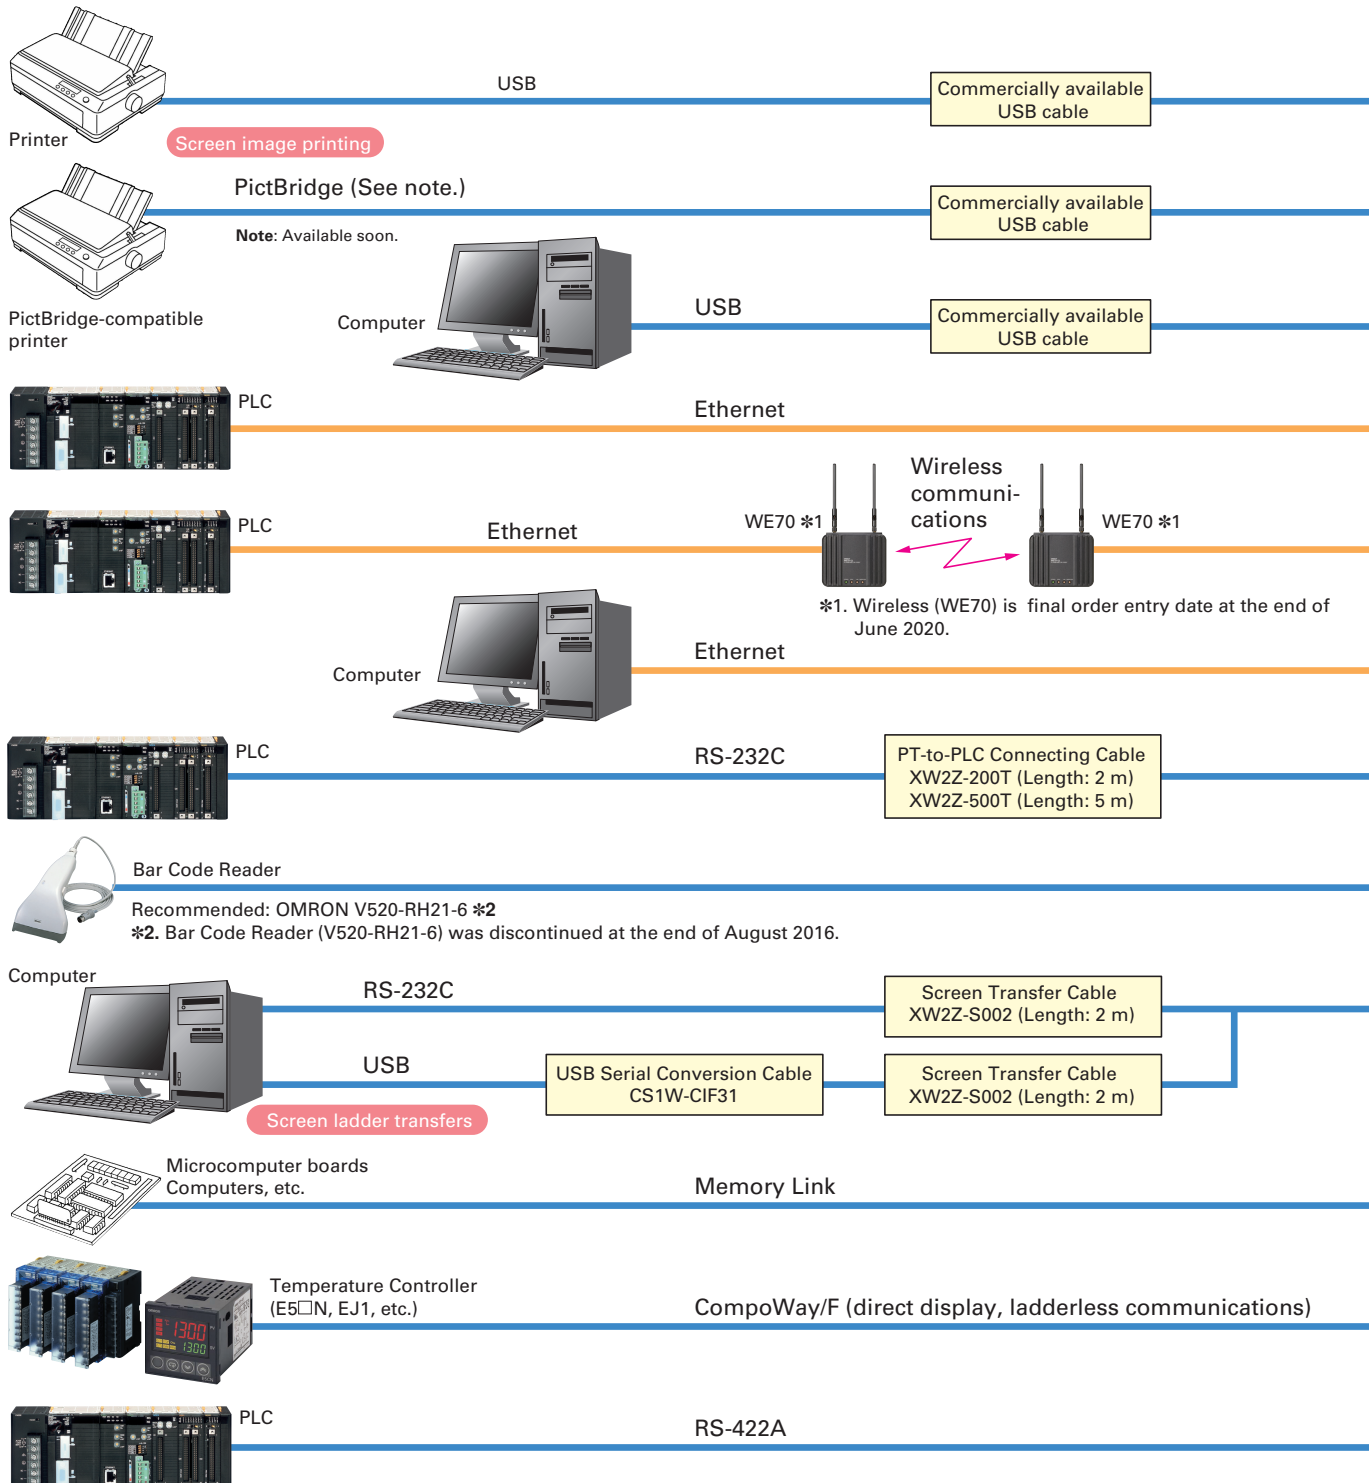 USB
Commercially available
USB cable
Printer
Screen image printing
PictBridge (See note.)
Commercially available
USB cable
Note: Available soon.
PictBridge-compatible
printer
Computer
USB
Commercially available
USB cable
PLC
Ethernet
PLC
Ethernet
WE70 ✽1
Wireless
communi-
cations
WE70 ✽1
✽1. Wireless (WE70) is final order entry date at the end of
June 2020.
Computer
Ethernet
PLC
RS-232C
PT-to-PLC Connecting Cable
XW2Z-200T (Length: 2 m)
XW2Z-500T (Length: 5 m)
Bar Code Reader
Recommended: OMRON V520-RH21-6 ✽2
✽2. Bar Code Reader (V520-RH21-6) was discontinued at the end of August 2016.
Computer
RS-232C
Screen Transfer Cable
XW2Z-S002 (Length: 2 m)
USB
USB Serial Conversion Cable
CS1W-CIF31
Screen Transfer Cable
XW2Z-S002 (Length: 2 m)
Screen ladder transfers
Microcomputer boards
Computers, etc.
Memory Link
Temperature Controller
(E5□N, EJ1, etc.)
CompoWay/F (direct display, ladderless communications)
1300
1300
PLC
RS-422A